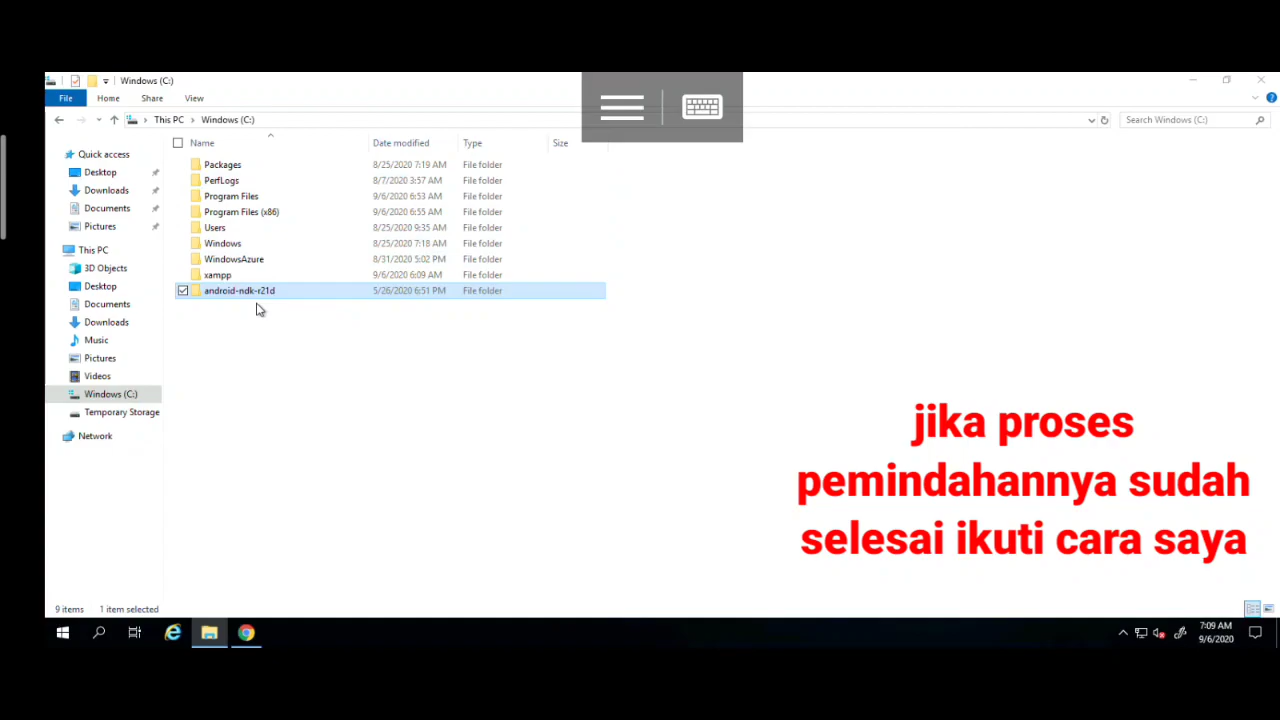 Windows (C:)
File Home Share View
This PC Windows (C:) Search Windows (C:)
Name Date modified Type Size
Quick access
Desktop
Downloads
Documents
Pictures
This PC
3D Objects
Desktop
Documents
Downloads
Music
Pictures
Videos
Windows (C:)
Temporary Storage
Network
Packages 8/25/2020 7:19 AM File folder
PerfLogs 8/7/2020 3:57 AM File folder
Program Files 9/6/2020 6:53 AM File folder
Program Files (x86) 9/6/2020 6:55 AM File folder
Users 8/25/2020 9:35 AM File folder
Windows 8/25/2020 7:18 AM File folder
WindowsAzure 8/31/2020 5:02 PM File folder
xampp 9/6/2020 6:09 AM File folder
android-ndk-r21d 5/26/2020 6:51 PM File folder
jika proses
pemindahannya sudah
selesai ikuti cara saya
9 items 1 item selected
7:09 AM
9/6/2020